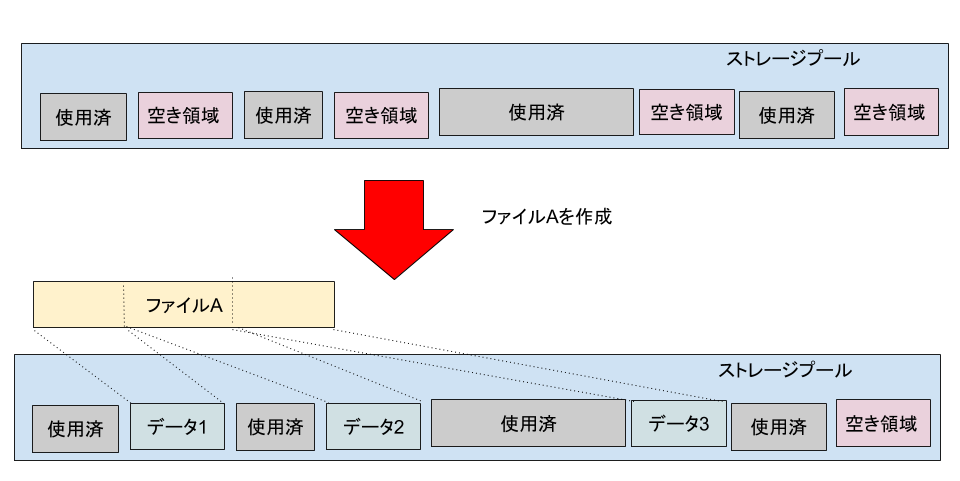 ストレージプール
使用済 空き領域 使用済 空き領域 使用済 空き領域 使用済 空き領域
ファイルAを作成
ファイルA
ストレージプール
使用済 データ1 使用済 データ2 使用済 データ3 使用済 空き領域